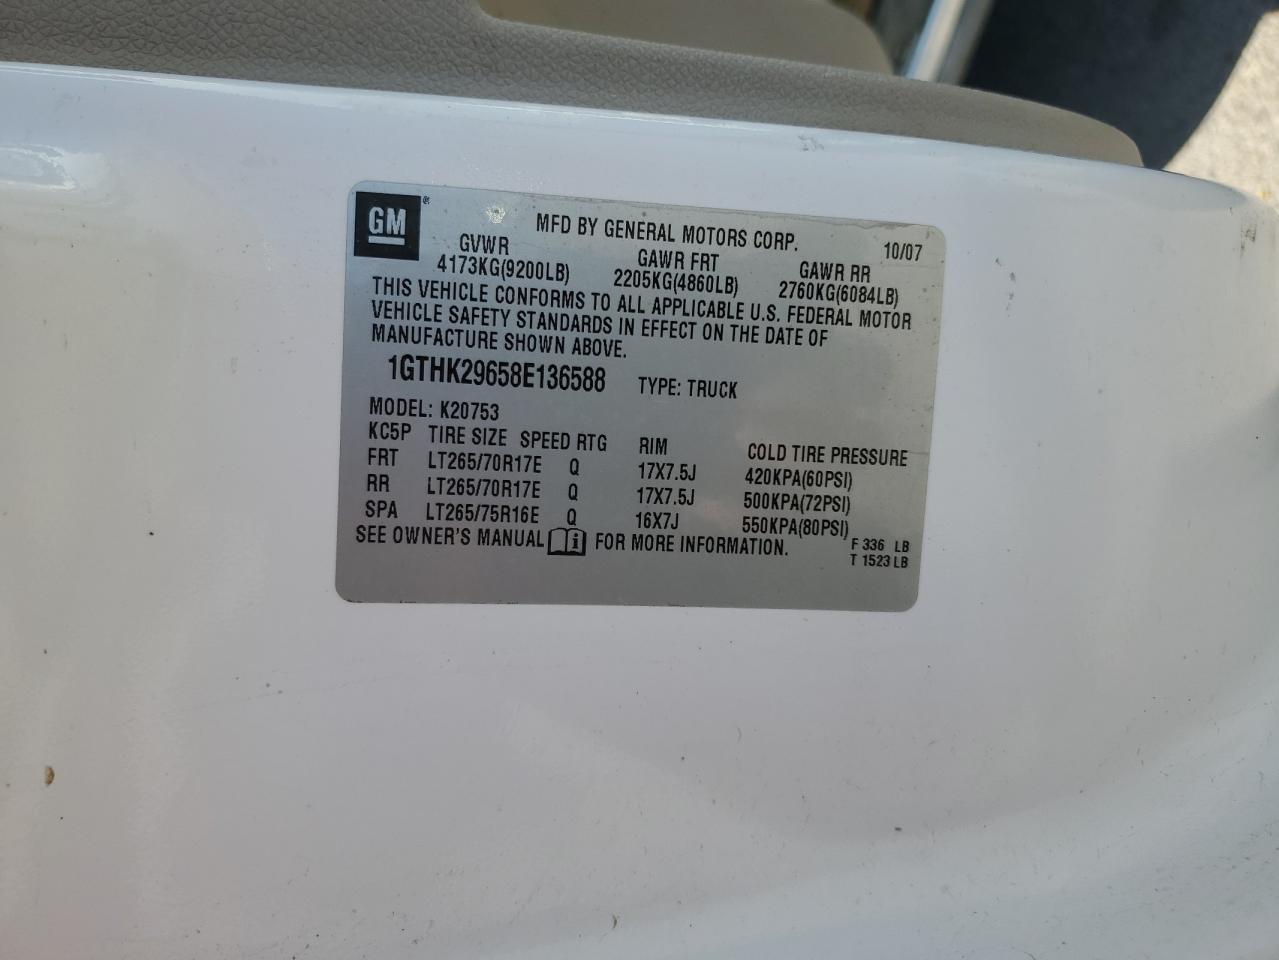 GM ® MFD BY GENERAL MOTORS CORP. 10/07
GVWR GAWR FRT GAWR RR
4173KG(9200LB) 2205KG(4860LB) 2760KG(6084LB)
THIS VEHICLE CONFORMS TO ALL APPLICABLE U.S. FEDERAL MOTOR
VEHICLE SAFETY STANDARDS IN EFFECT ON THE DATE OF
MANUFACTURE SHOWN ABOVE.
1GTHK29658E136588 TYPE: TRUCK
MODEL: K20753
KC5P TIRE SIZE SPEED RTG RIM COLD TIRE PRESSURE
FRT LT265/70R17E Q 17X7.5J 420KPA(60PSI)
RR LT265/70R17E Q 17X7.5J 500KPA(72PSI)
SPA LT265/75R16E Q 16X7J 550KPA(80PSI)
SEE OWNER'S MANUAL i FOR MORE INFORMATION. F 336 LB
T 1523 LB